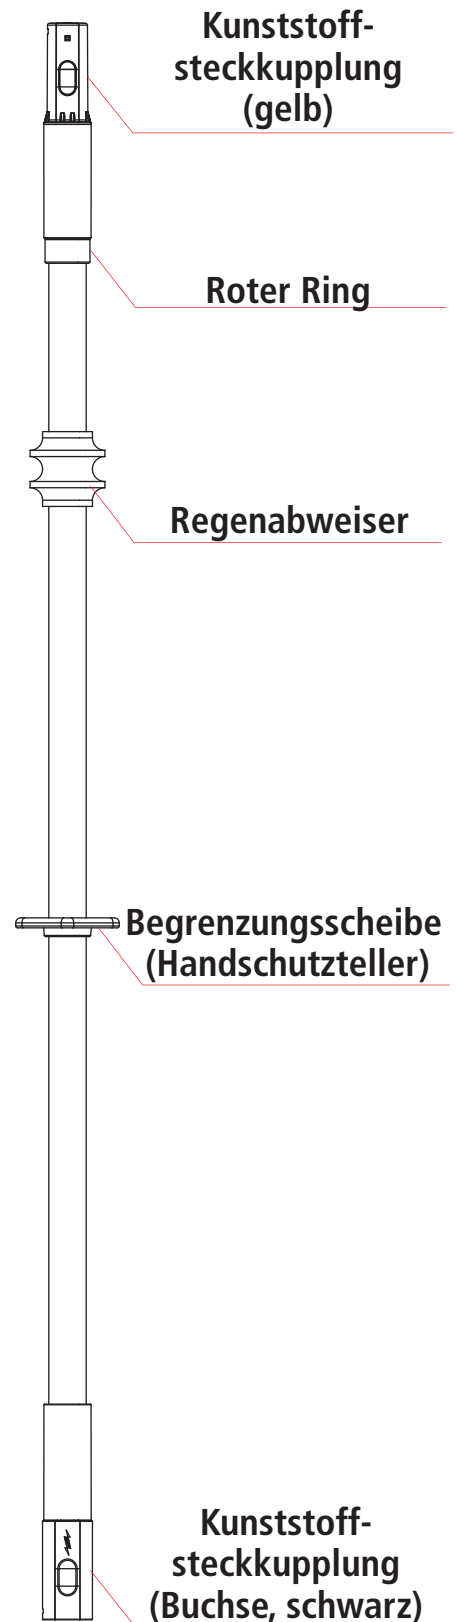 Kunststoff-
steckkupplung
(gelb)
Roter Ring
Regenabweiser
Begrenzungsscheibe
(Handschutzteller)
Kunststoff-
steckkupplung
(Buchse, schwarz)